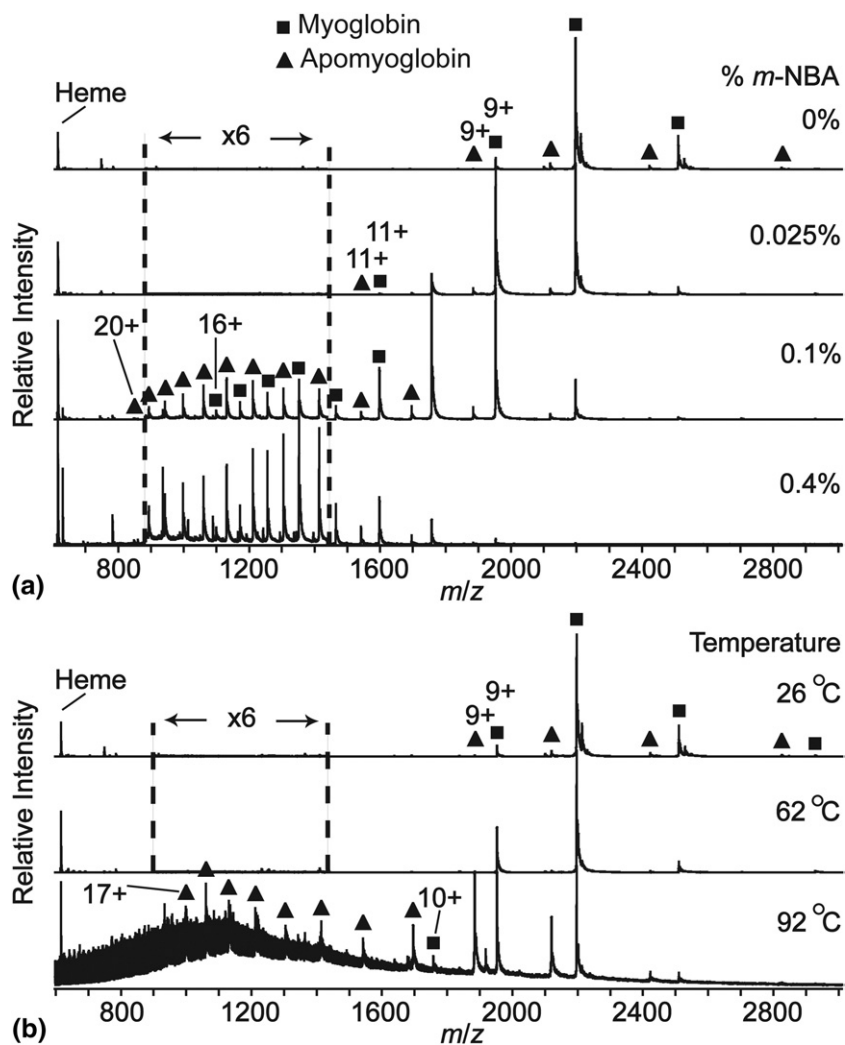 ■ Myoglobin
▲ Apomyoglobin
% m-NBA
Heme
x6
9+
9+
0%
11+
11+
0.025%
20+
16+
0.1%
0.4%
Relative Intensity
800 1200 1600 2000 2400 2800
m/z
(a)
Temperature
Heme
x6
9+
9+
26 °C
62 °C
17+
10+
92 °C
Relative Intensity
800 1200 1600 2000 2400 2800
m/z
(b)